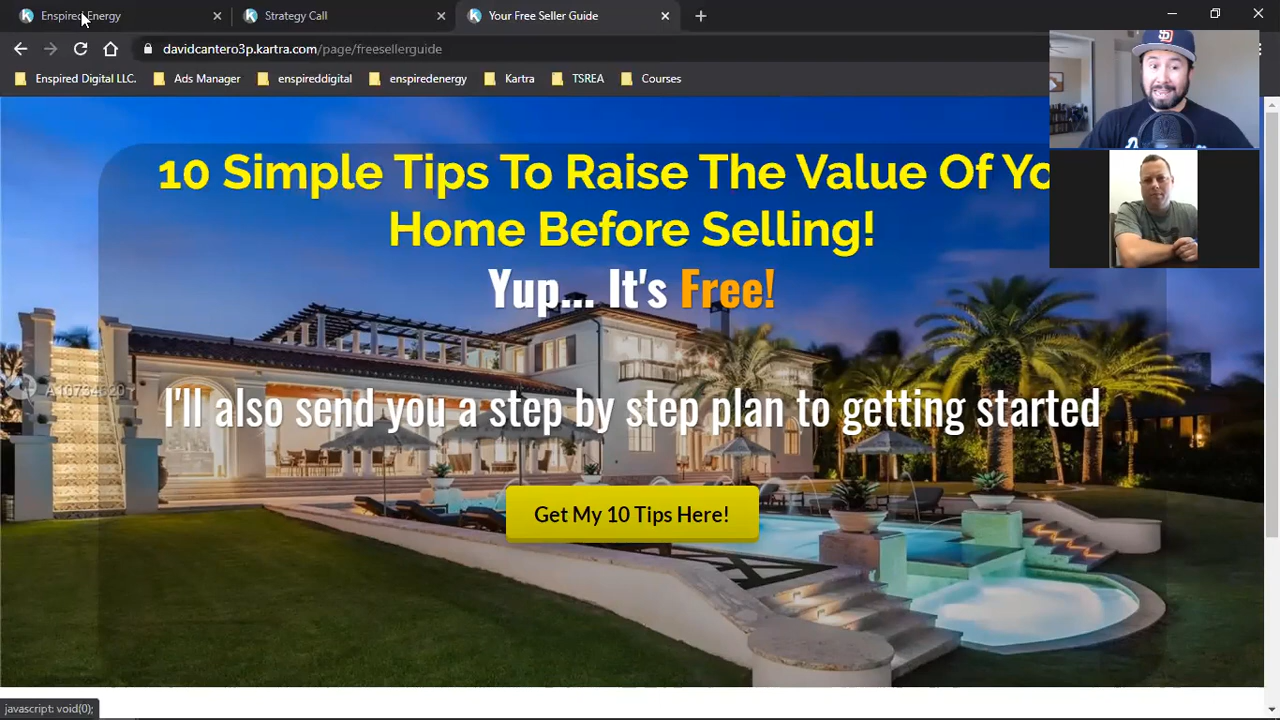 Enspired Energy
Strategy Call
Your Free Seller Guide
davidcantero3p.kartra.com/page/freesellerguide
Enspired Digital LLC.
Ads Manager
enspireddigital
enspiredenergy
Kartra
TSREA
Courses
10 Simple Tips To Raise The Value Of Yo
Home Before Selling!
Yup... It's Free!
I'll also send you a step by step plan to getting started
Get My 10 Tips Here!
javascript: void(0);